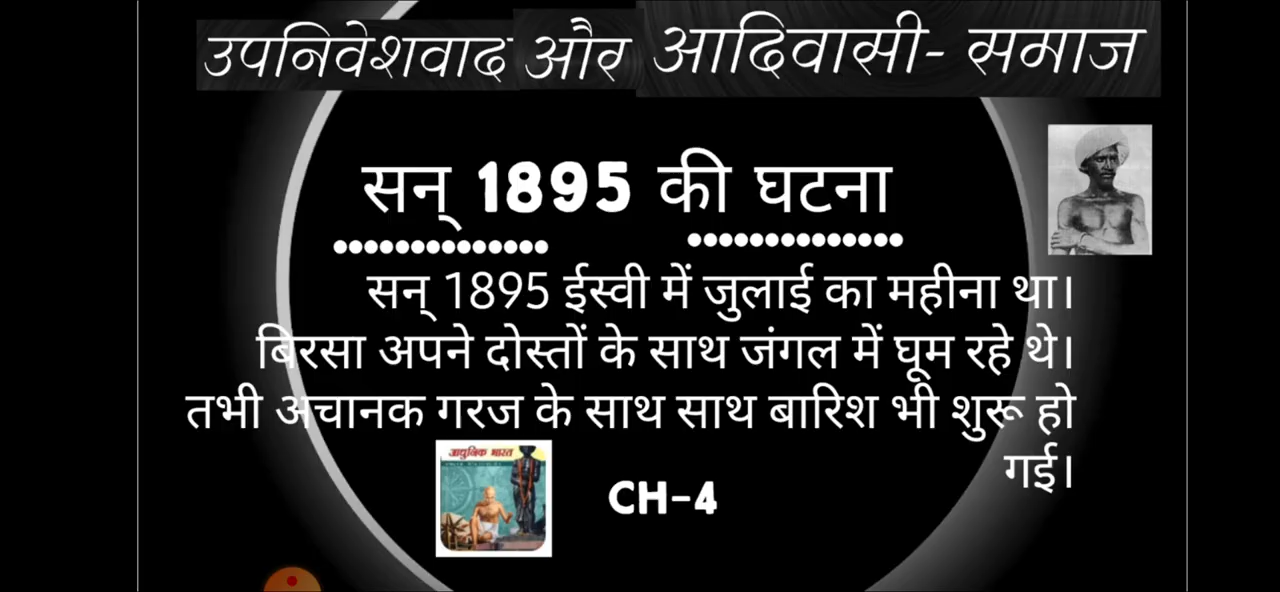 उपनिवेशवाद और आदिवासी- समाज
सन् 1895 की घटना
सन् 1895 ईस्वी में जुलाई का महीना था।
बिरसा अपने दोस्तों के साथ जंगल में घूम रहे थे।
तभी अचानक गरज के साथ साथ बारिश भी शुरू हो
गई।
आधुनिक भारत
CH-4